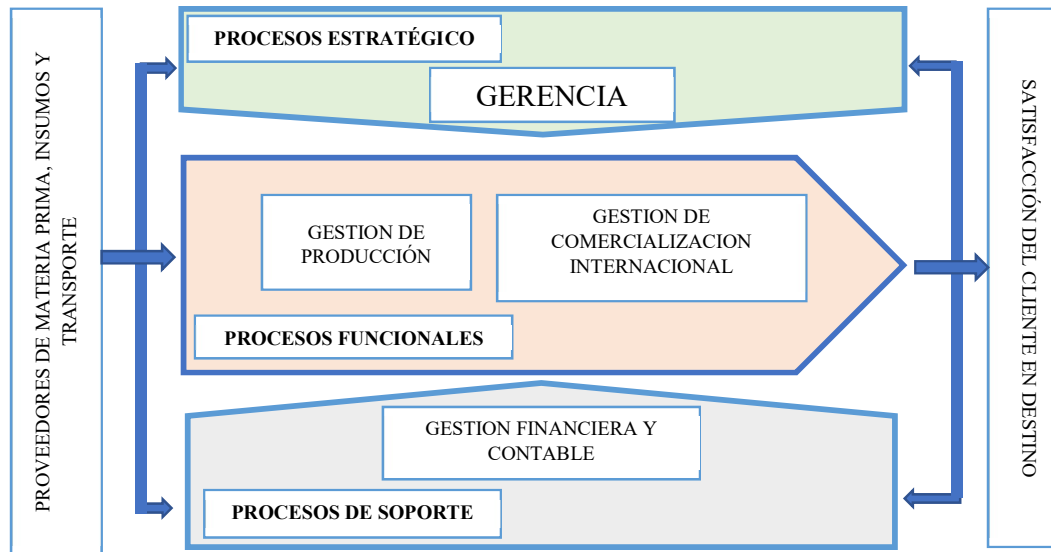 PROVEEDORES DE MATERIA PRIMA, INSUMOS Y
TRANSPORTE
PROCESOS ESTRATÉGICO
GERENCIA
GESTION DE
PRODUCCIÓN
GESTION DE
COMERCIALIZACION
INTERNACIONAL
PROCESOS FUNCIONALES
GESTION FINANCIERA Y
CONTABLE
PROCESOS DE SOPORTE
SATISFACCIÓN DEL CLIENTE EN DESTINO